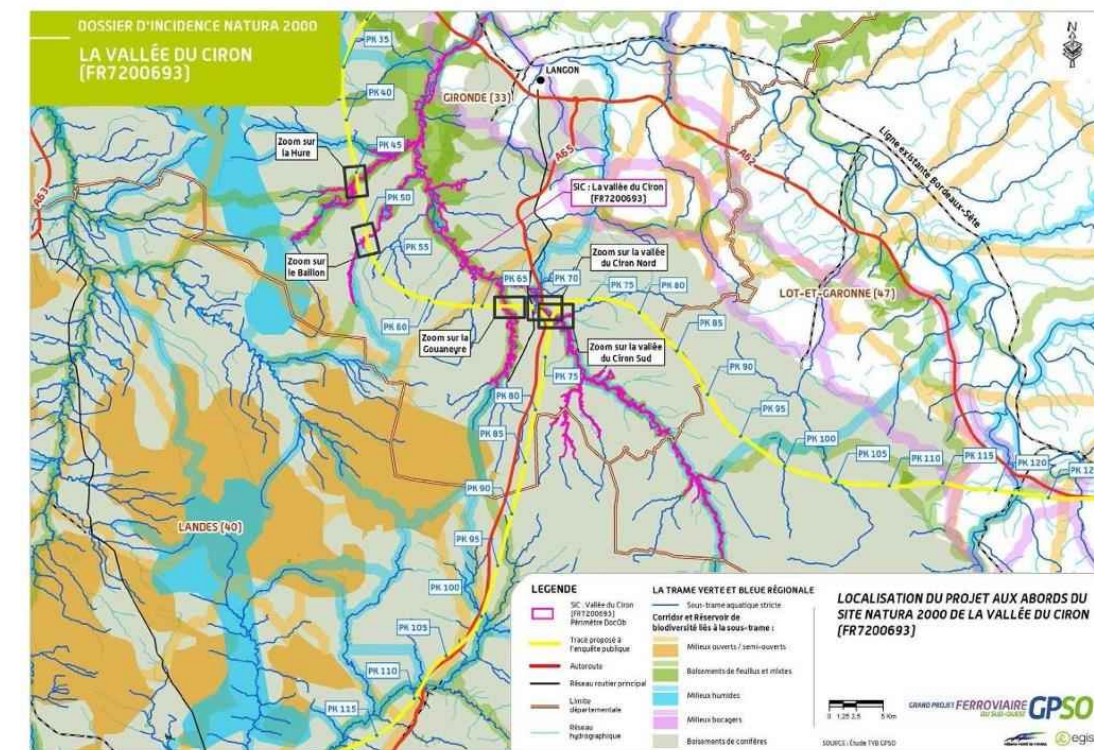 DOSSIER D'INCIDENCE NATURA 2000
LA VALLÉE DU CIRON
(FR7200693)
PK 35
PK 40
GIRONDE (33)
LANGON
N
Zoom sur
la Hure
PK 45
PK 50
A65
A62
Ligne existante Bordeaux-Sète
A63
SIC : La vallée du Ciron
(FR7200693)
Zoom sur
le Baillon
PK 55
Zoom sur la vallée
du Ciron Nord
PK 65
PK 70
PK 75
PK 80
LOT-ET-GARONNE (47)
PK 60
Zoom sur la
Gouaneyre
Zoom sur la vallée
du Ciron Sud
PK 85
PK 75
PK 80
PK 90
PK 85
PK 95
PK 100
PK 105
PK 110
PK 115
PK 120
PK 90
LANDES (40)
PK 95
PK 100
PK 105
PK 110
PK 115
LEGENDE
SIC : Vallée du Ciron
(FR7200693)
Périmètre DocOb
Tracé proposé à
l'enquête publique
Autoroute
Réseau routier principal
Limite
départementale
Réseau
hydrographique
LA TRAME VERTE ET BLEUE RÉGIONALE
Sous-trame aquatique stricte
Corridor et Réservoir de
biodiversité liés à la sous-trame :
Milieux ouverts / semi-ouverts
Boisements de feuillus et mixtes
Milieux humides
Milieux bocagers
Boisements de conifères
LOCALISATION DU PROJET AUX ABORDS DU
SITE NATURA 2000 DE LA VALLÉE DU CIRON
(FR7200693)
0 1,25 2,5 5 Km
SOURCE : Étude TVB GPSO
GRAND PROJET FERROVIAIRE
DU SUD-OUEST
GPSO
egis